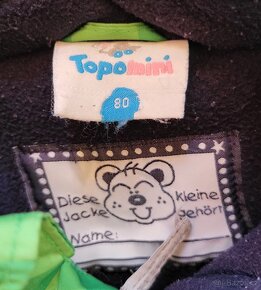 Topomini
80
Diese kleine
Jacke gehört
Name: